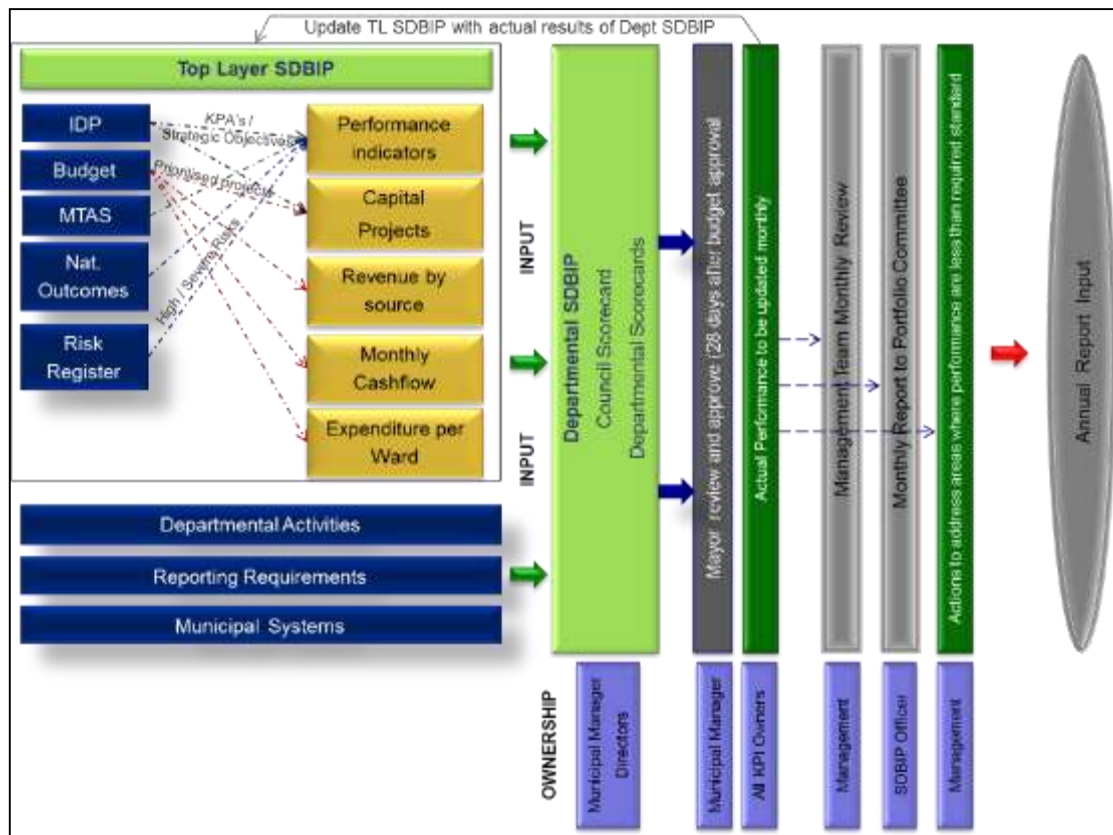 Update TL SDBIP with actual results of Dept SDBIP
Top Layer SDBIP
IDP
Budget
MTAS
Nat.
Outcomes
Risk
Register
KPA's /
Strategic Objectives
Prioritised projects
High / Severe Risks
Performance
indicators
Capital
Projects
Revenue by
source
Monthly
Cashflow
Expenditure per
Ward
Departmental Activities
Reporting Requirements
Municipal Systems
INPUT
INPUT
Departmental SDBIP
Council Scorecard
Departmental Scorecards
Mayor review and approve (28 days after budget approval
Actual Performance to be updated monthly
Management Team Monthly Review
Monthly Report to Portfolio Committee
Actions to address areas where performance are less than required standard
Annual Report Input
OWNERSHIP
Municipal Manager
Directors
Municipal Manager
All KPI Owners
Management
SDBIP Officer
Management